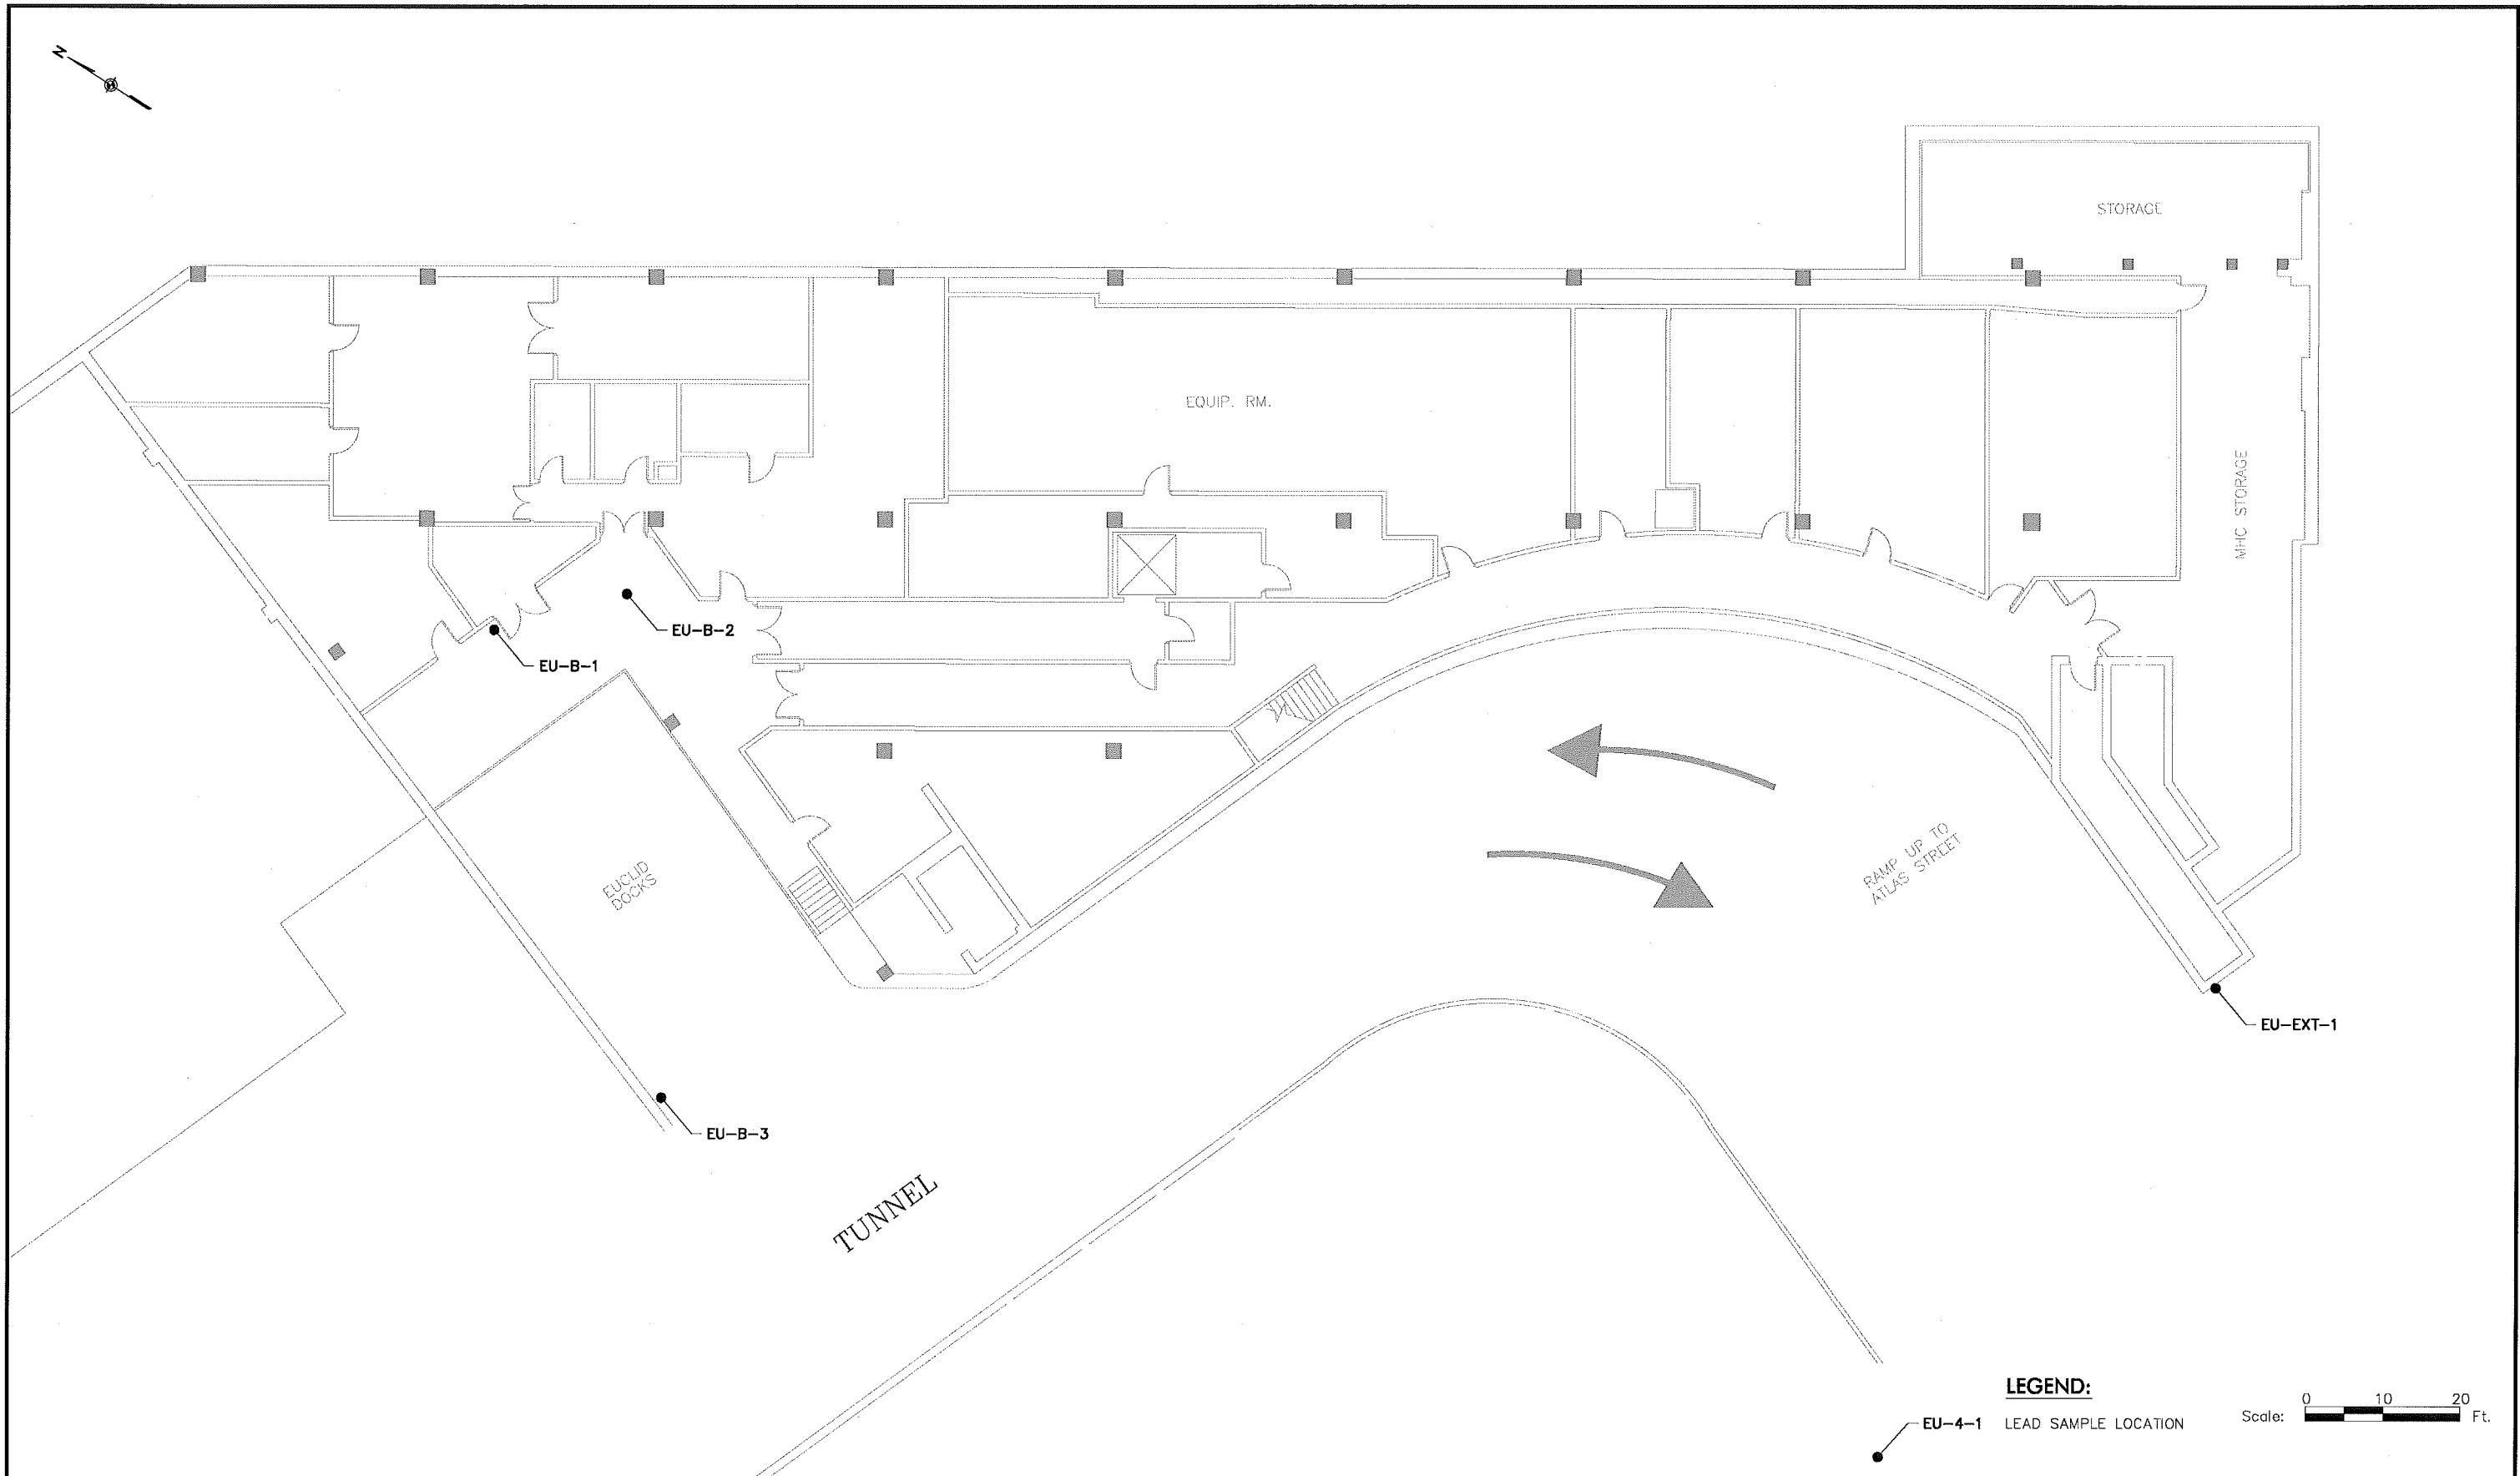 N
STORAGE
EQUIP. RM.
MHC STORAGE
EU-B-2
EU-B-1
EUCLID
DOCKS
RAMP UP TO
ATLAS STREET
EU-EXT-1
EU-B-3
TUNNEL
LEGEND:
EU-4-1 LEAD SAMPLE LOCATION
Scale: 0 10 20 Ft.